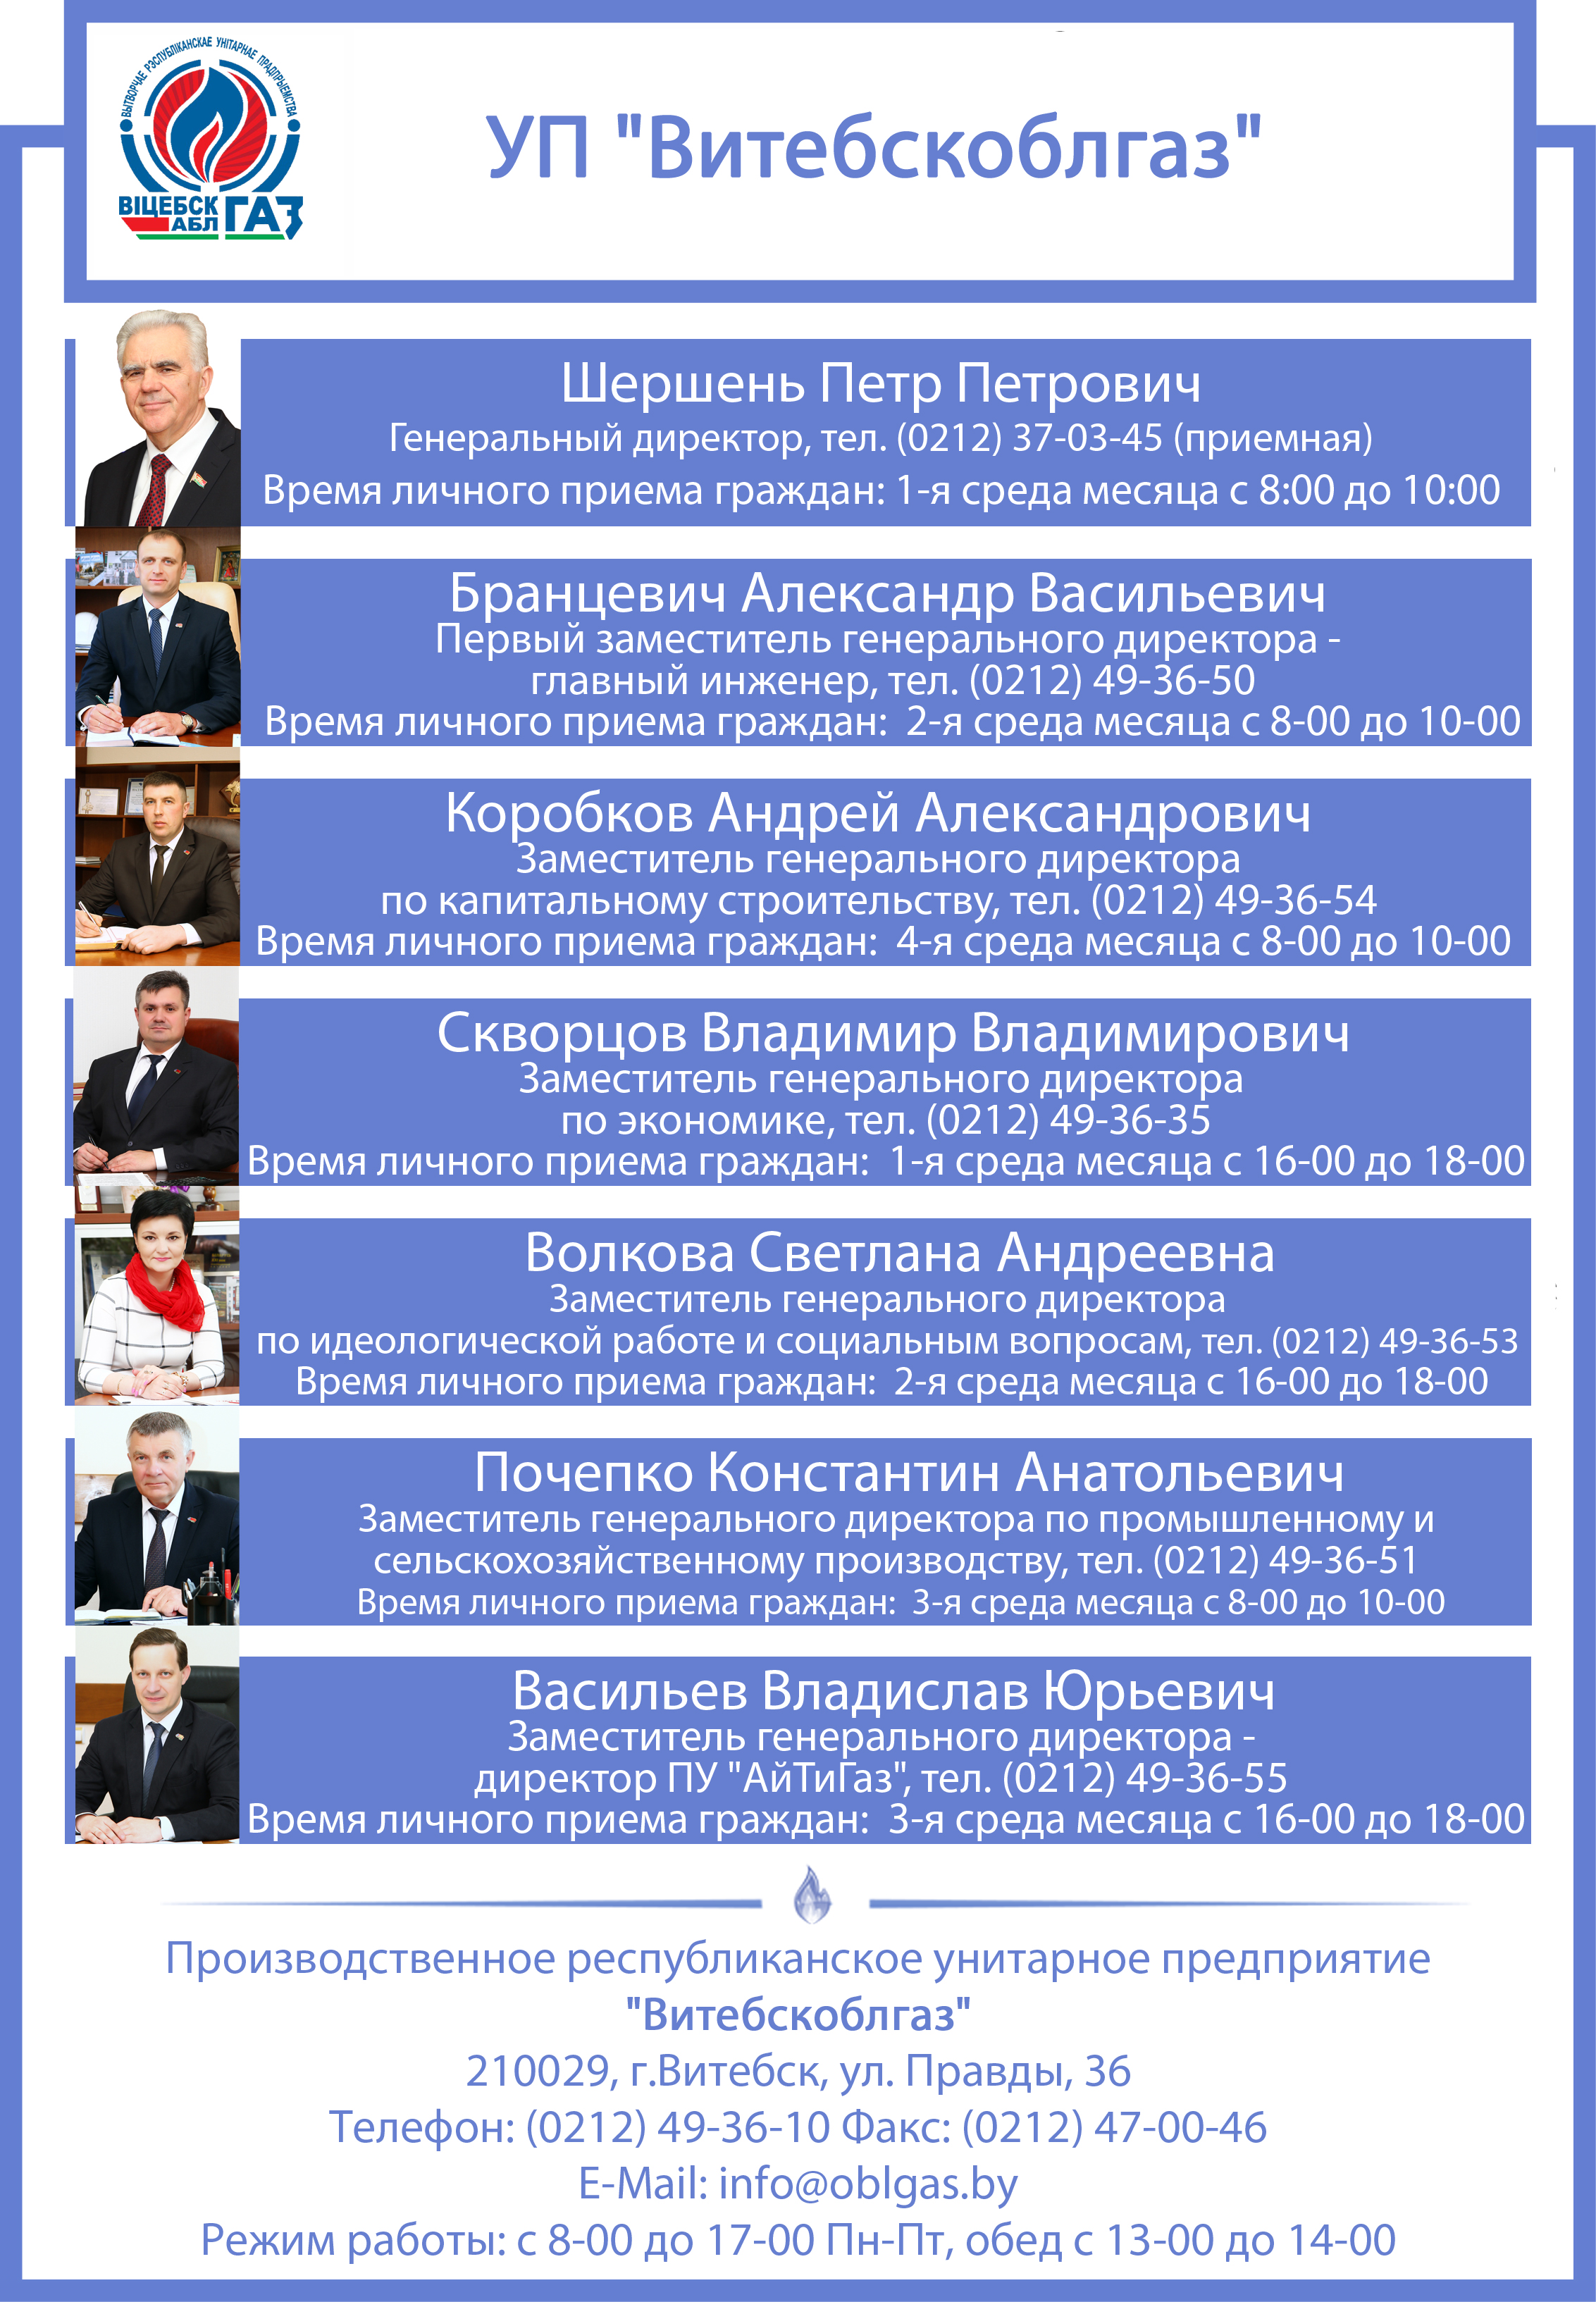 ВЫТВОРЧАЕ РЭСПУБЛІКАНСКАЕ УНІТАРНАЕ ПРАДПРЫЕМСТВА
ВІЦЕБСК
АБЛ
ГАЗ
УП "Витебскоблгаз"
Шершень Петр Петрович
Генеральный директор, тел. (0212) 37-03-45 (приемная)
Время личного приема граждан: 1-я среда месяца с 8:00 до 10:00
Бранцевич Александр Васильевич
Первый заместитель генерального директора -
главный инженер, тел. (0212) 49-36-50
Время личного приема граждан: 2-я среда месяца с 8-00 до 10-00
Коробков Андрей Александрович
Заместитель генерального директора
по капитальному строительству, тел. (0212) 49-36-54
Время личного приема граждан: 4-я среда месяца с 8-00 до 10-00
Скворцов Владимир Владимирович
Заместитель генерального директора
по экономике, тел. (0212) 49-36-35
Время личного приема граждан: 1-я среда месяца с 16-00 до 18-00
Волкова Светлана Андреевна
Заместитель генерального директора
по идеологической работе и социальным вопросам, тел. (0212) 49-36-53
Время личного приема граждан: 2-я среда месяца с 16-00 до 18-00
Почепко Константин Анатольевич
Заместитель генерального директора по промышленному и
сельскохозяйственному производству, тел. (0212) 49-36-51
Время личного приема граждан: 3-я среда месяца с 8-00 до 10-00
Васильев Владислав Юрьевич
Заместитель генерального директора -
директор ПУ "АйТиГаз", тел. (0212) 49-36-55
Время личного приема граждан: 3-я среда месяца с 16-00 до 18-00
Производственное республиканское унитарное предприятие
"Витебскоблгаз"
210029, г.Витебск, ул. Правды, 36
Телефон: (0212) 49-36-10 Факс: (0212) 47-00-46
E-Mail: info@oblgas.by
Режим работы: с 8-00 до 17-00 Пн-Пт, обед с 13-00 до 14-00